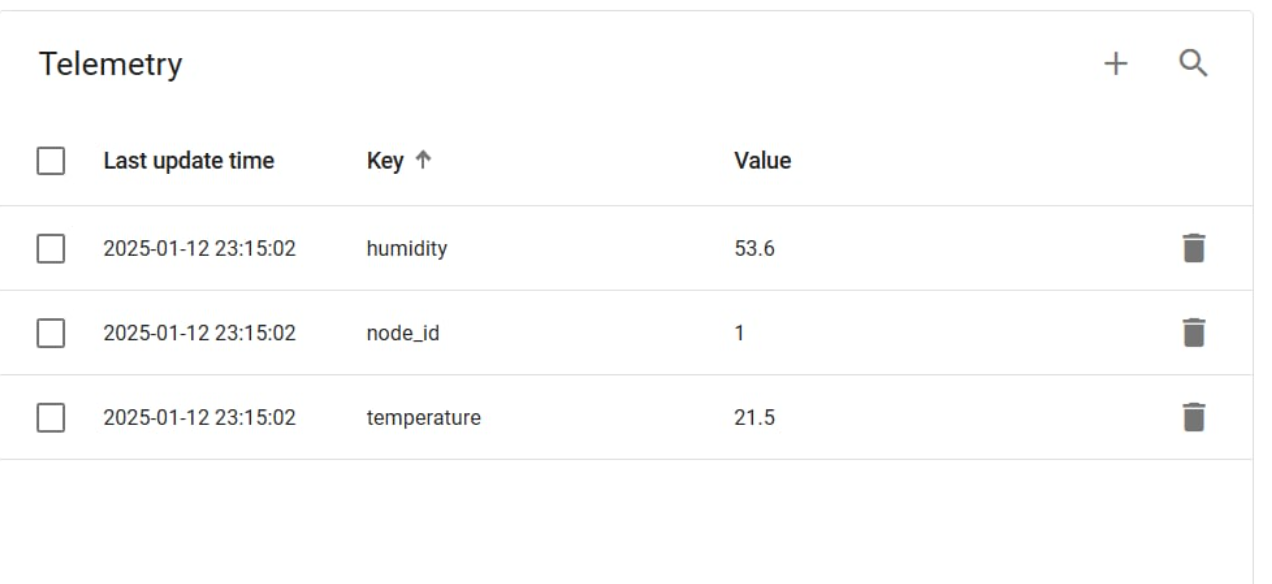 Telemetry
Last update time Key Value
2025-01-12 23:15:02 humidity 53.6
2025-01-12 23:15:02 node_id 1
2025-01-12 23:15:02 temperature 21.5